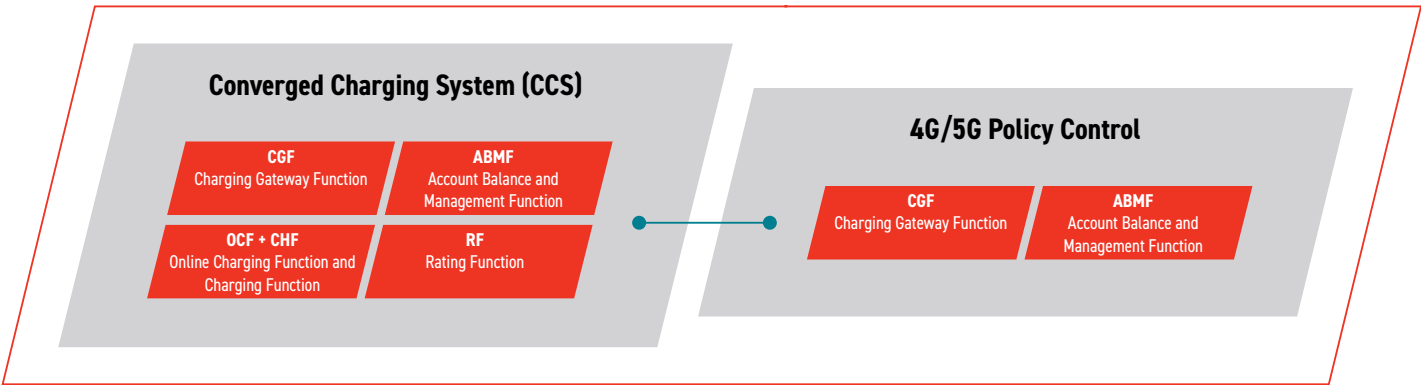 Converged Charging System (CCS)
CGF
Charging Gateway Function
ABMF
Account Balance and
Management Function
OCF + CHF
Online Charging Function and
Charging Function
RF
Rating Function
4G/5G Policy Control
CGF
Charging Gateway Function
ABMF
Account Balance and
Management Function